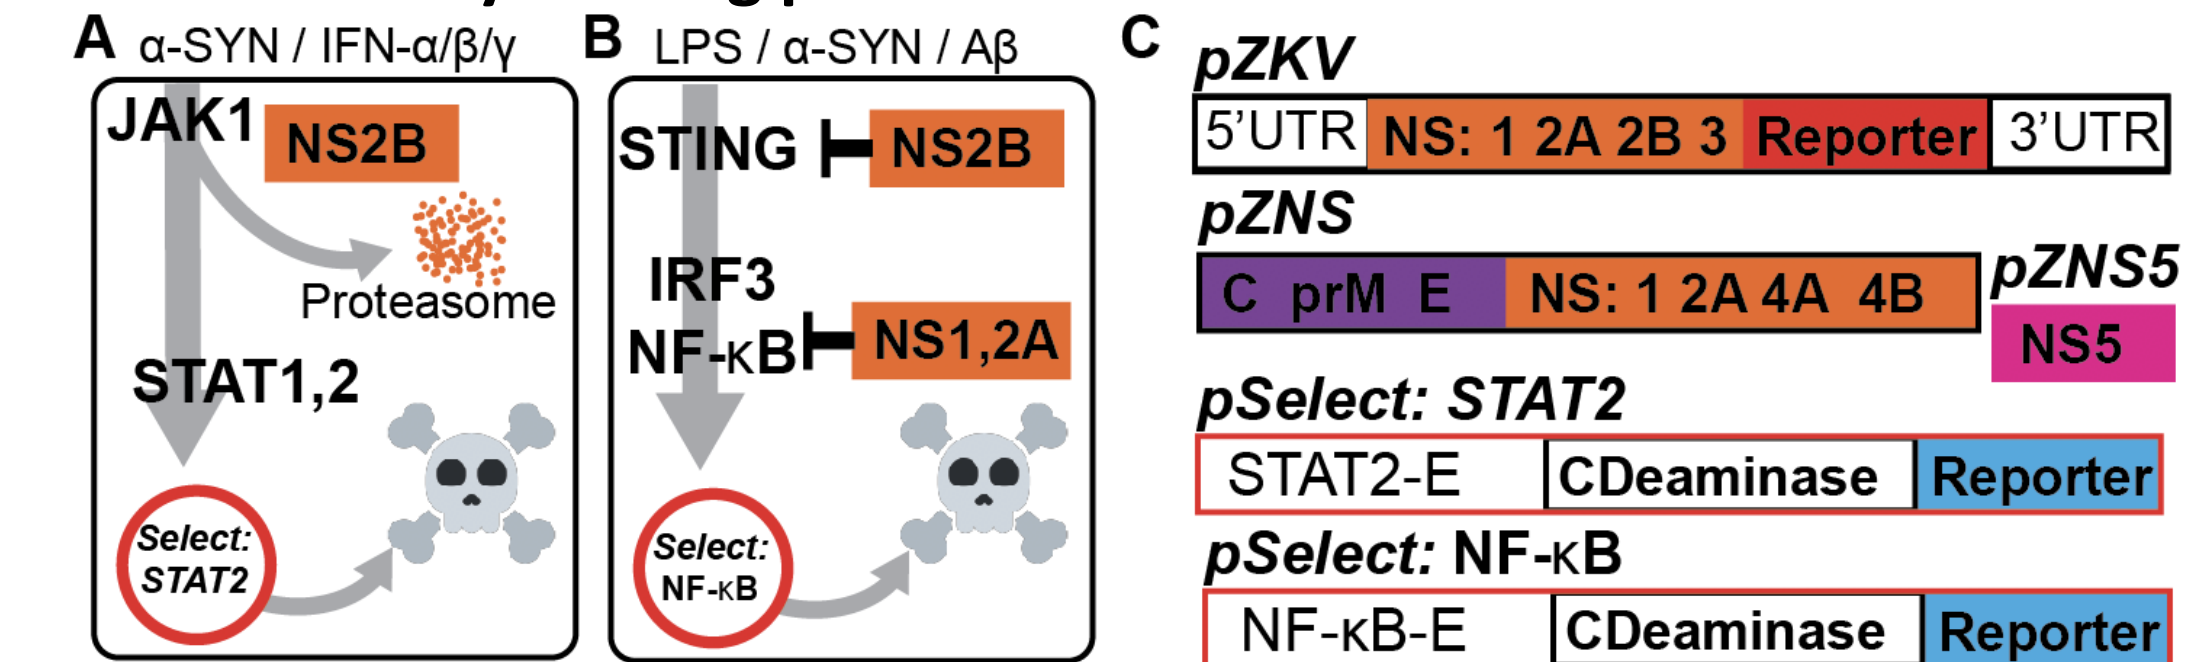 A α-SYN / IFN-α/β/γ
JAK1
NS2B
Proteasome
STAT1,2
Select:
STAT2
B LPS / α-SYN / Aβ
STING
NS2B
IRF3
NF-κB
NS1,2A
Select:
NF-κB
C
pZKV
5’UTR NS: 1 2A 2B 3 Reporter 3’UTR
pZNS
C prM E NS: 1 2A 4A 4B
pZNS5
NS5
pSelect: STAT2
STAT2-E CDeaminase Reporter
pSelect: NF-κB
NF-κB-E CDeaminase Reporter